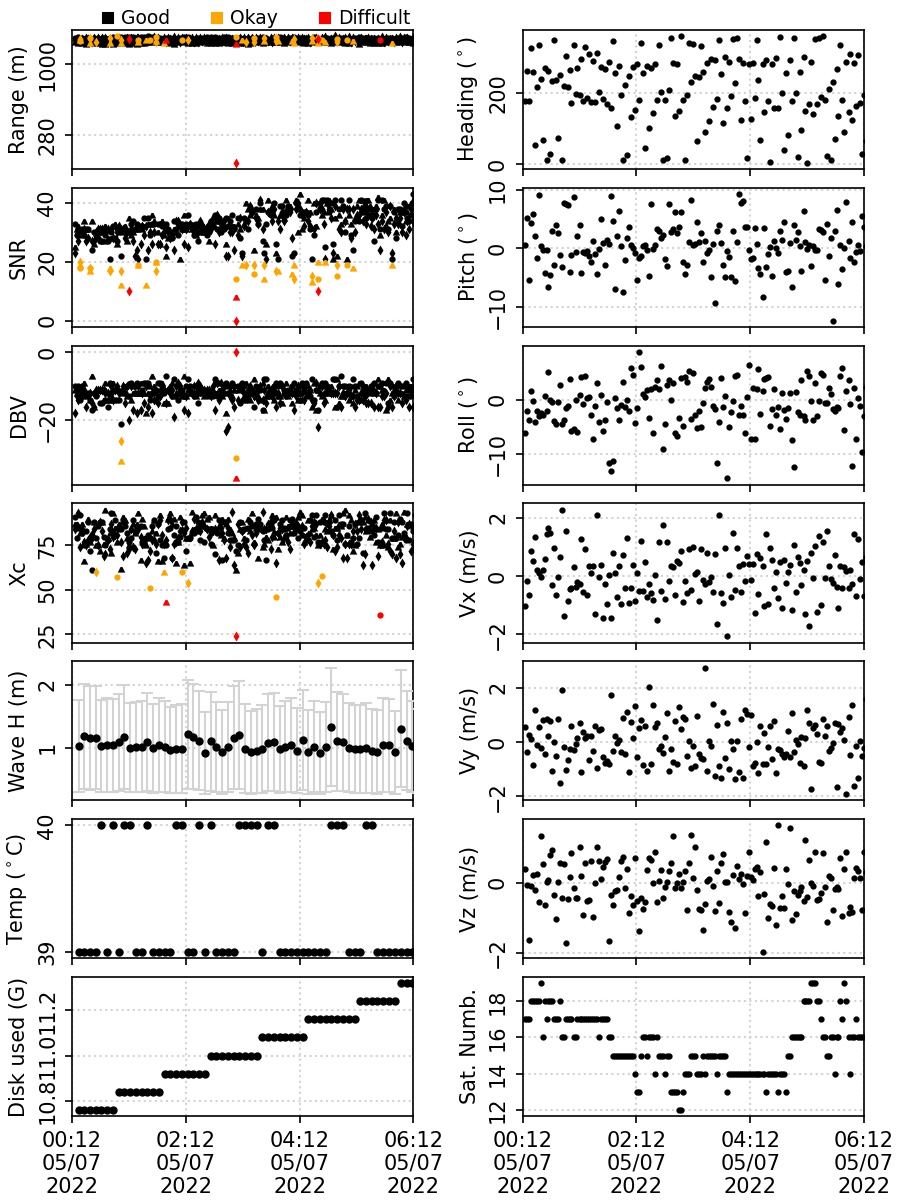 Good Okay Difficult
Range (m)
1000
280
Heading (°)
200
0
SNR
40
20
0
Pitch (°)
10
0
−10
DBV
0
−20
Roll (°)
0
−10
Xc
75
50
25
Vx (m/s)
2
0
−2
Wave H (m)
2
1
Vy (m/s)
2
0
−2
Temp (°C)
40
39
Vz (m/s)
0
−2
Disk used (G)
11.2
11.0
10.8
Sat. Numb.
18
16
14
12
00:12 02:12 04:12 06:12 00:12 02:12 04:12 06:12
05/07 05/07 05/07 05/07 05/07 05/07 05/07 05/07
2022 2022 2022 2022 2022 2022 2022 2022